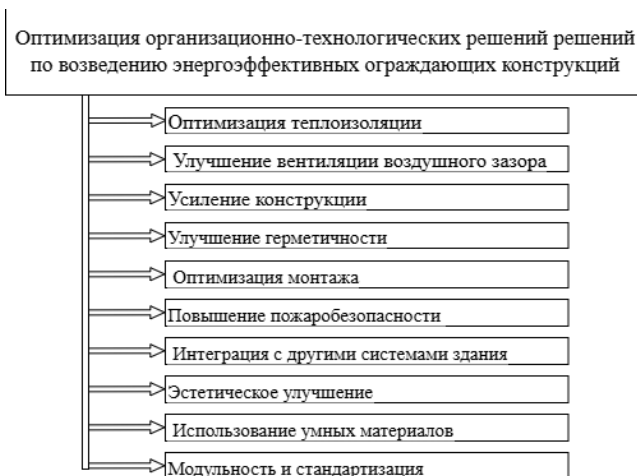 Оптимизация организационно-технологических решений решений
по возведению энергоэффективных ограждающих конструкций
Оптимизация теплоизоляции
Улучшение вентиляции воздушного зазора
Усиление конструкции
Улучшение герметичности
Оптимизация монтажа
Повышение пожаробезопасности
Интеграция с другими системами здания
Эстетическое улучшение
Использование умных материалов
Модульность и стандартизация